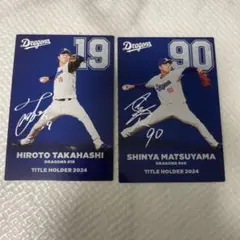 Dragons
19
HIROTO TAKAHASHI
DRAGONS #19
TITLE HOLDER 2024
Dragons
90
90
SHINYA MATSUYAMA
DRAGONS #90
TITLE HOLDER 2024